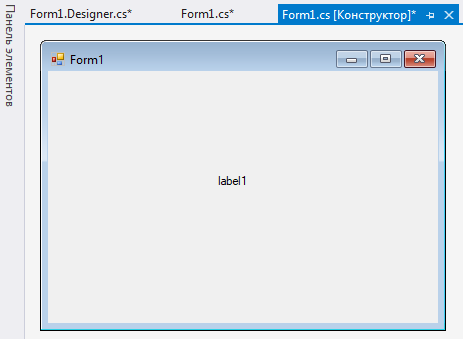 Form1.Designer.cs*
Form1.cs*
Form1.cs [Конструктор]*
Панель элементов
Form1
label1